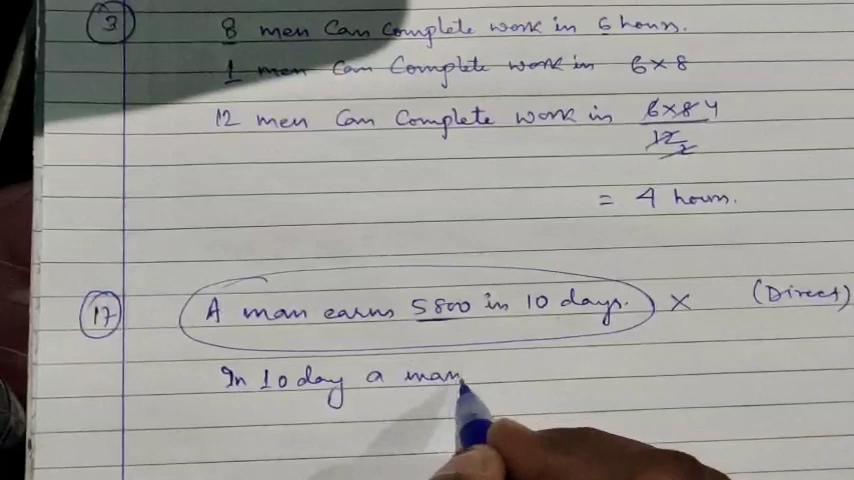 3 8 men can complete work in 6 hours.
1 men can complete work in 6 × 8
12 men can complete work in 6 × 8 4
12 2
= 4 hours.
17 A man earns 5800 in 10 days. × (Direct)
In 10 day a man